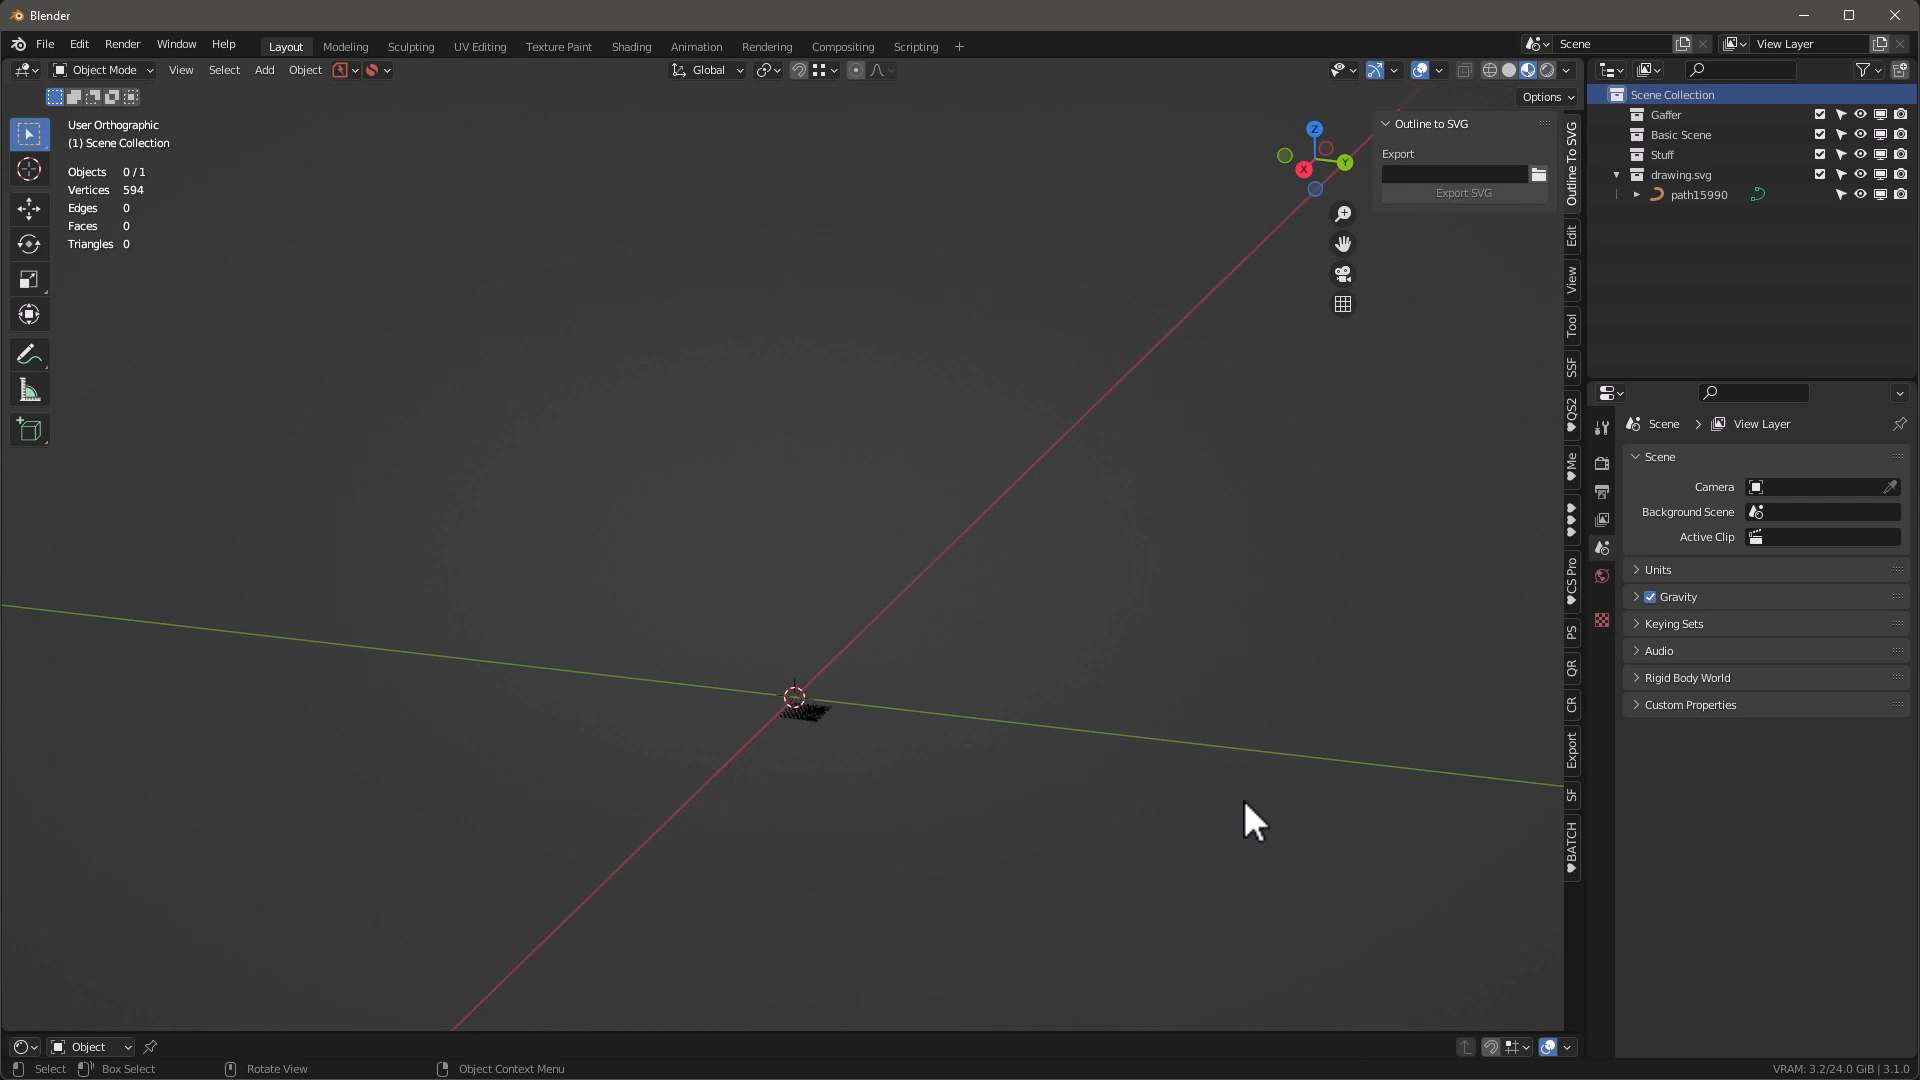 Blender
File Edit Render Window Help Layout Modeling Sculpting UV Editing Texture Paint Shading Animation Rendering Compositing Scripting + Scene View Layer
Object Mode View Select Add Object Global
Options
User Orthographic
(1) Scene Collection
Objects 0 / 1
Vertices 594
Edges 0
Faces 0
Triangles 0
Z
Y
X
Outline to SVG
Export
Export SVG
Outline To SVG
Edit
View
Tool
SSF
♥QS2
♥Me
♥♥♥
♥CS Pro
PS
QR
CR
Export
SF
♥BATCH
Scene Collection
Gaffer
Basic Scene
Stuff
drawing.svg
path15990
Scene > View Layer
Scene
Camera
Background Scene
Active Clip
Units
Gravity
Keying Sets
Audio
Rigid Body World
Custom Properties
Object
Select Box Select Rotate View Object Context Menu VRAM: 3.2/24.0 GiB | 3.1.0